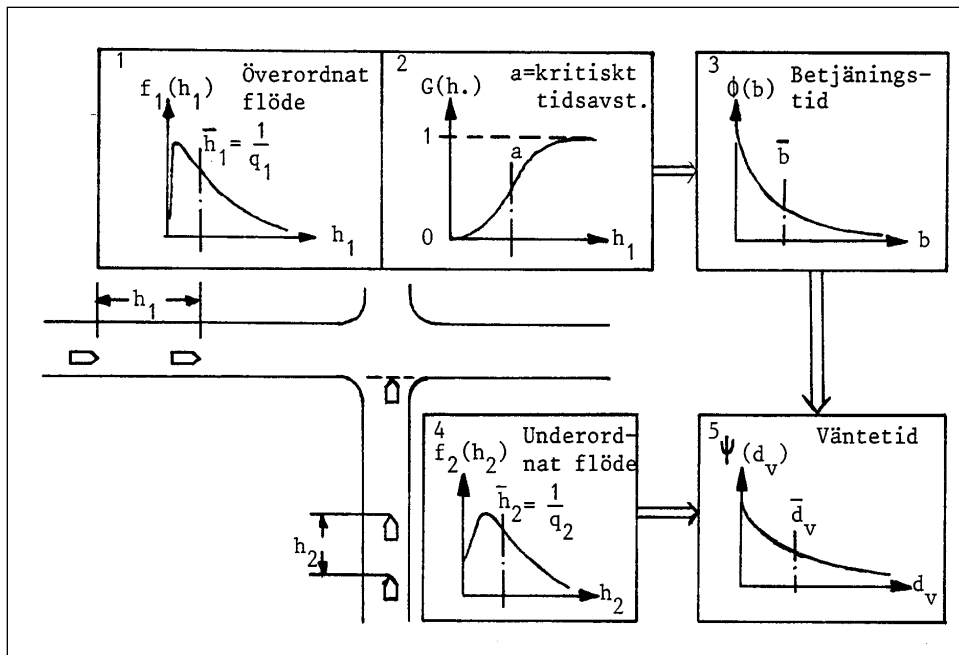 1
Överordnat
flöde
f₁(h₁)
h̄₁ = 1/q₁
h₁
2
a=kritiskt
tidsavst.
G(h.)
1
a
0
h₁
3
Betjänings-
tid
ϕ(b)
b̄
b
h₁
4
Underord-
nat flöde
f₂(h₂)
h̄₂ = 1/q₂
h₂
h₂
5
Väntetid
ψ(dᵥ)
d̄ᵥ
dᵥ